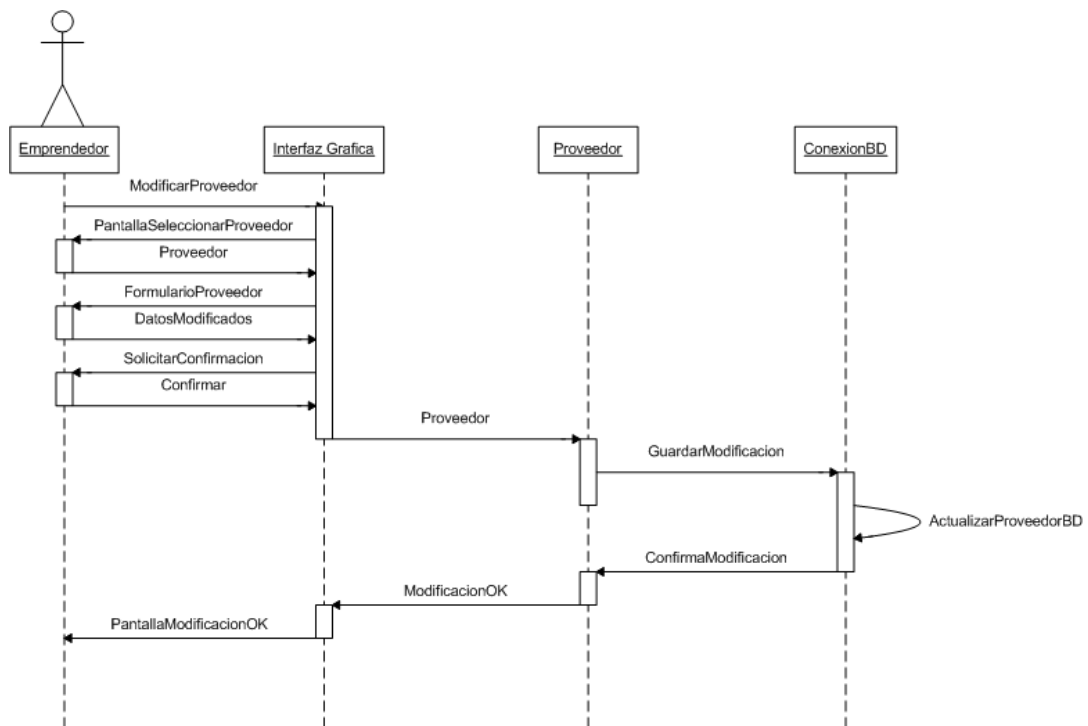 Emprendedor
Interfaz Grafica
Proveedor
ConexionBD
ModificarProveedor
PantallaSeleccionarProveedor
Proveedor
FormularioProveedor
DatosModificados
SolicitarConfirmacion
Confirmar
Proveedor
GuardarModificacion
ActualizarProveedorBD
ConfirmaModificacion
ModificacionOK
PantallaModificacionOK